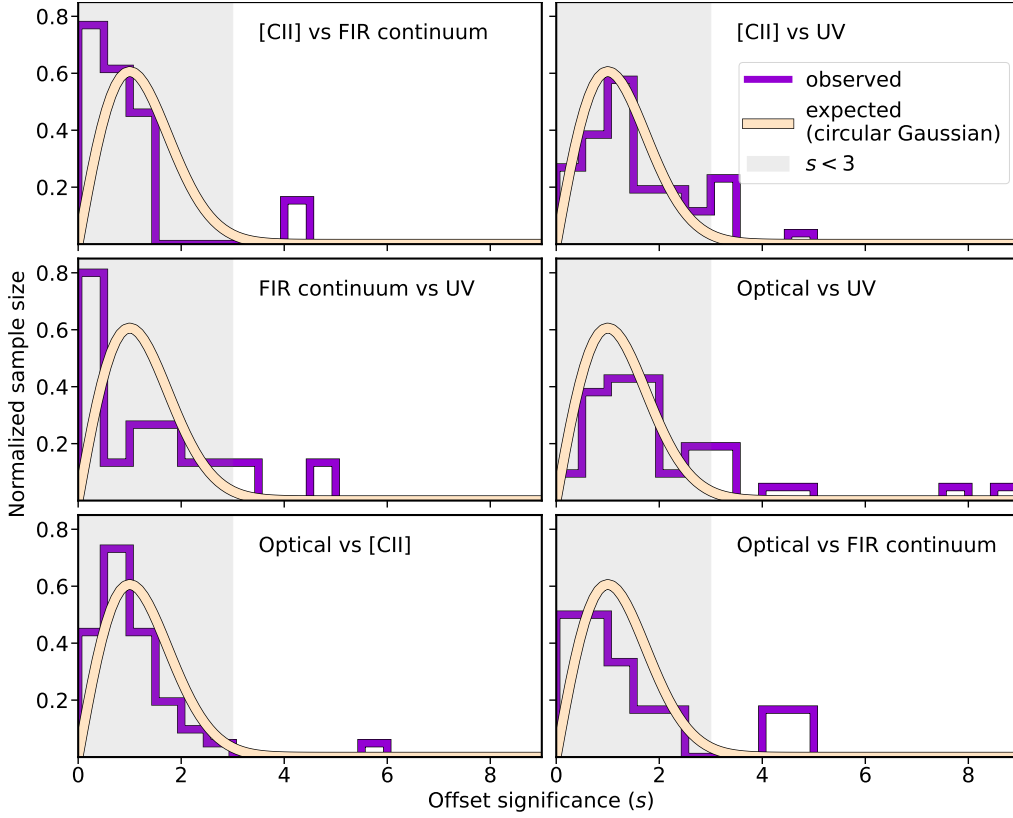 [CII] vs FIR continuum
[CII] vs UV
observed
expected
(circular Gaussian)
s < 3
0.8
0.6
0.4
0.2
FIR continuum vs UV
Optical vs UV
0.8
0.6
0.4
0.2
Normalized sample size
Optical vs [CII]
Optical vs FIR continuum
0.8
0.6
0.4
0.2
0 2 4 6 8
0 2 4 6 8
Offset significance (s)